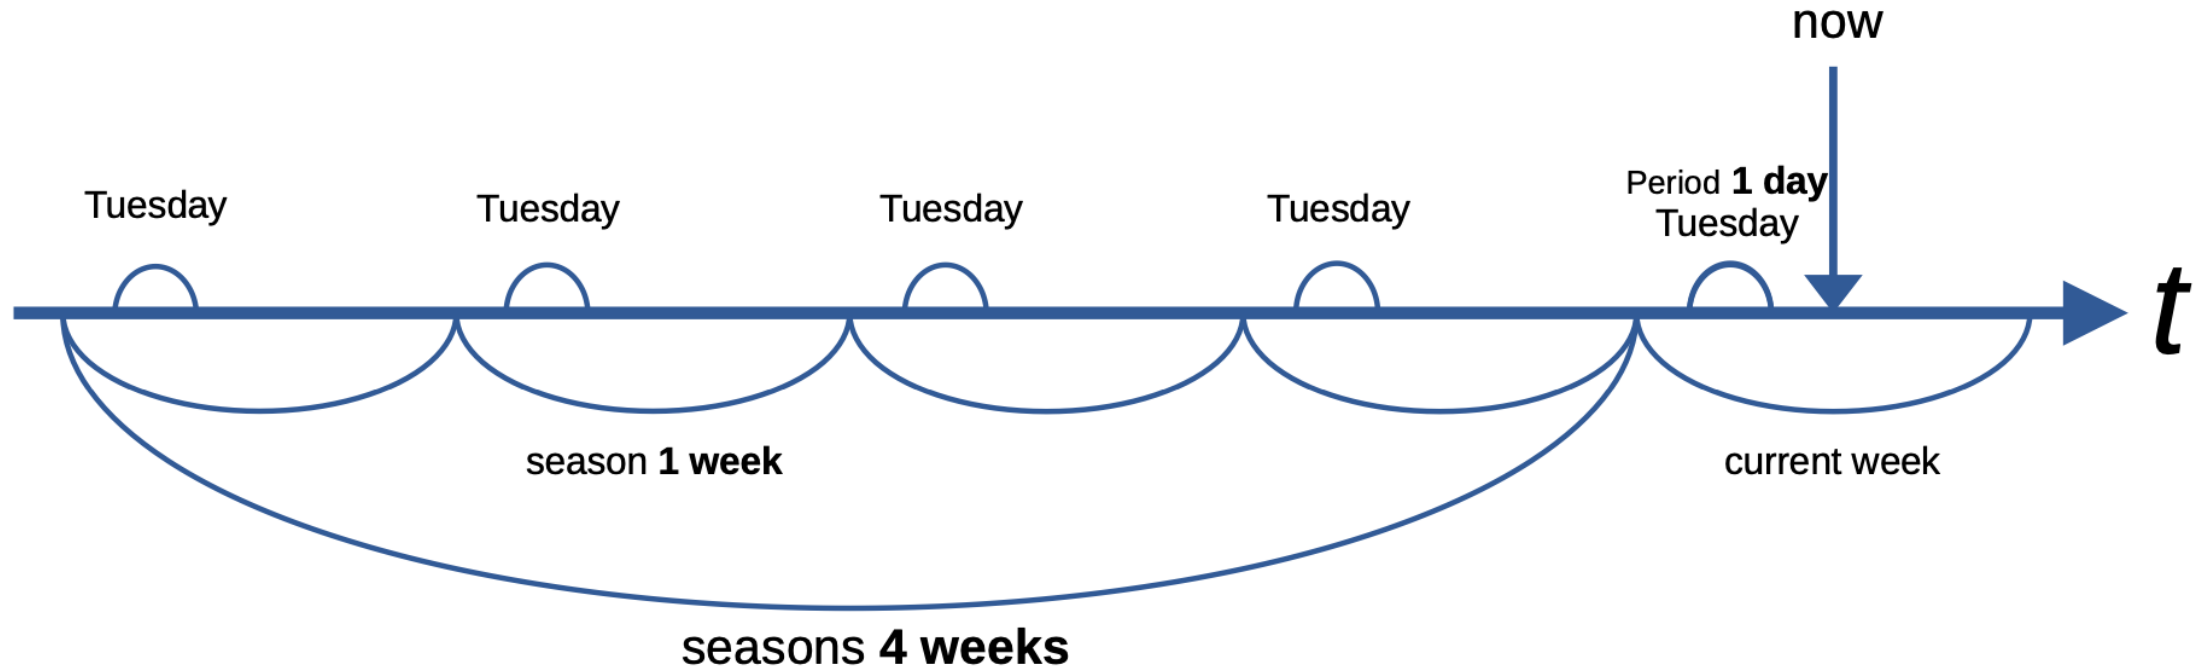 now
Period 1 day
Tuesday
Tuesday
Tuesday
Tuesday
Tuesday
t
season 1 week
current week
seasons 4 weeks